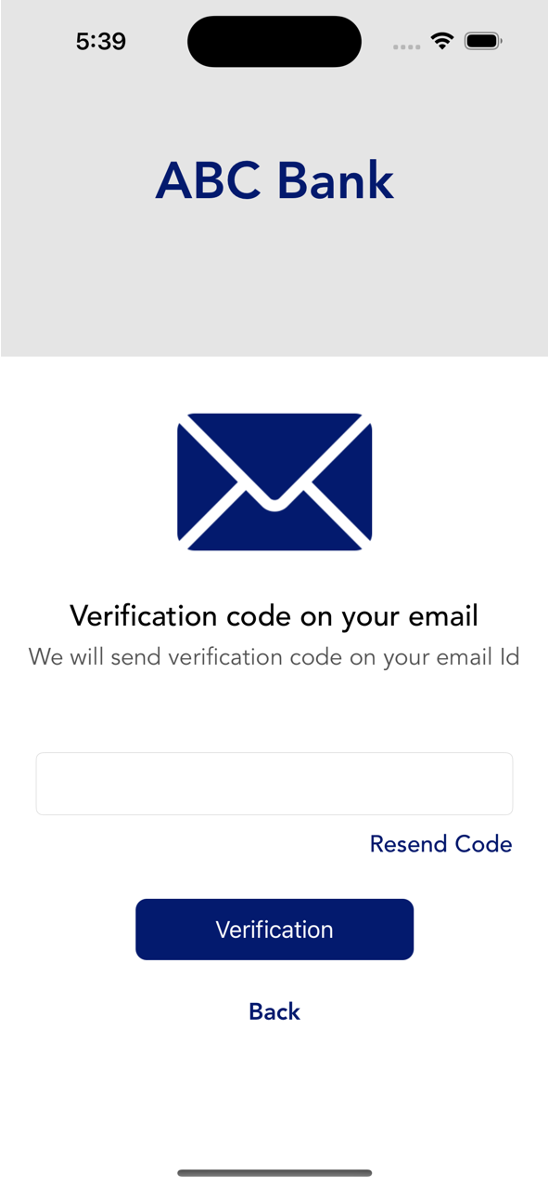 5:39
ABC Bank
Verification code on your email
We will send verification code on your email Id
Resend Code
Verification
Back